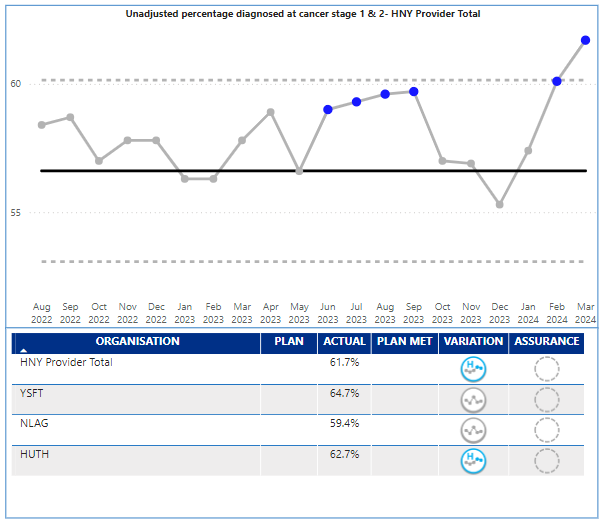 Unadjusted percentage diagnosed at cancer stage 1 & 2- HNY Provider Total
60
55
Aug Sep Oct Nov Dec Jan Feb Mar Apr May Jun Jul Aug Sep Oct Nov Dec Jan Feb Mar
2022 2022 2022 2022 2022 2023 2023 2023 2023 2023 2023 2023 2023 2023 2023 2023 2023 2024 2024 2024
ORGANISATION PLAN ACTUAL PLAN MET VARIATION ASSURANCE
HNY Provider Total 61.7% H
YSFT 64.7%
NLAG 59.4%
HUTH 62.7% H